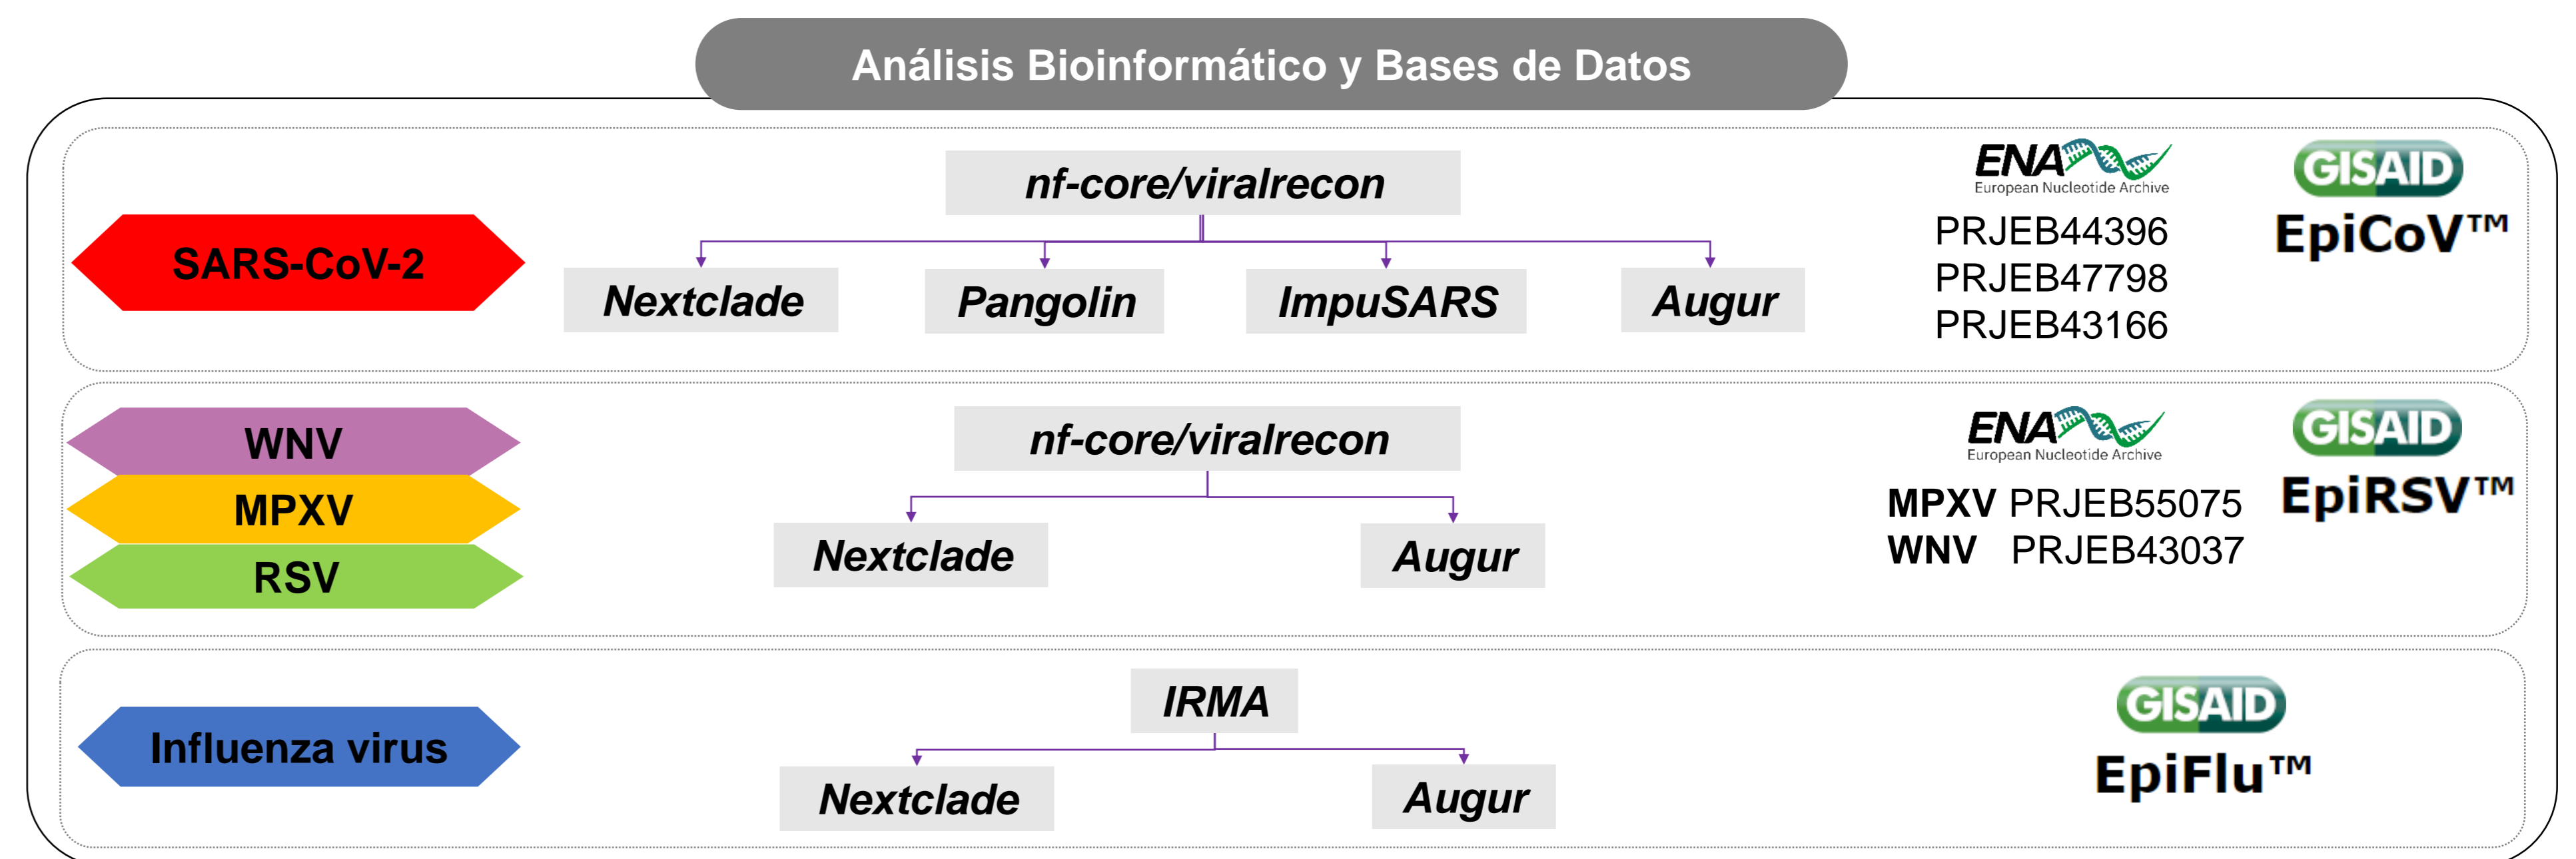 Análisis Bioinformático y Bases de Datos
SARS-CoV-2
nf-core/viralrecon
Nextclade
Pangolin
ImpuSARS
Augur
ENA
European Nucleotide Archive
PRJEB44396
PRJEB47798
PRJEB43166
GISAID
EpiCoV™
WNV
MPXV
RSV
nf-core/viralrecon
Nextclade
Augur
ENA
European Nucleotide Archive
MPXV PRJEB55075
WNV PRJEB43037
GISAID
EpiRSV™
Influenza virus
IRMA
Nextclade
Augur
GISAID
EpiFlu™